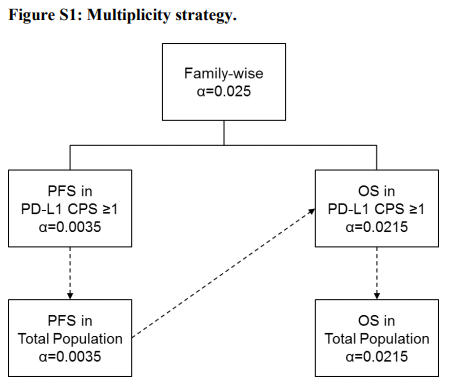 Figure S1: Multiplicity strategy.
Family-wise
α=0.025
PFS in
PD-L1 CPS ≥1
α=0.0035
OS in
PD-L1 CPS ≥1
α=0.0215
PFS in
Total Population
α=0.0035
OS in
Total Population
α=0.0215